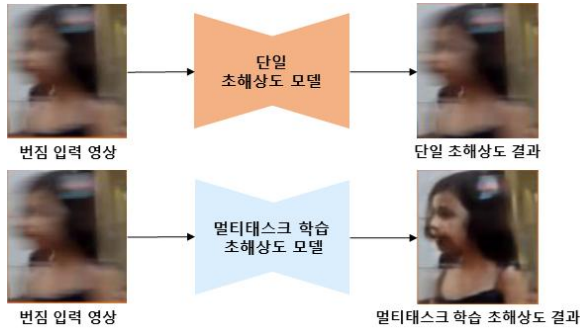 단일
초해상도 모델
번짐 입력 영상
단일 초해상도 결과
멀티태스크 학습
초해상도 모델
번짐 입력 영상
멀티태스크 학습 초해상도 결과